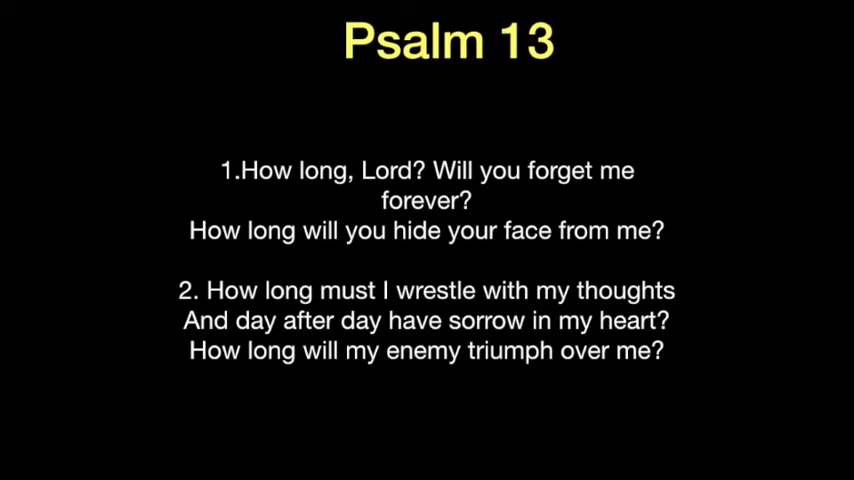 Psalm 13
1.How long, Lord? Will you forget me
forever?
How long will you hide your face from me?
2. How long must I wrestle with my thoughts
And day after day have sorrow in my heart?
How long will my enemy triumph over me?